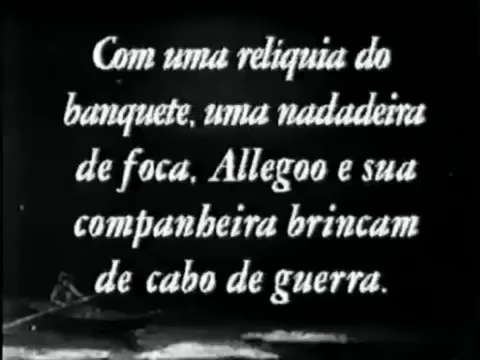 Com uma reliquia do
banquete, uma nadadeira
de foca, Allegoo e sua
companheira brincam
de cabo de guerra.